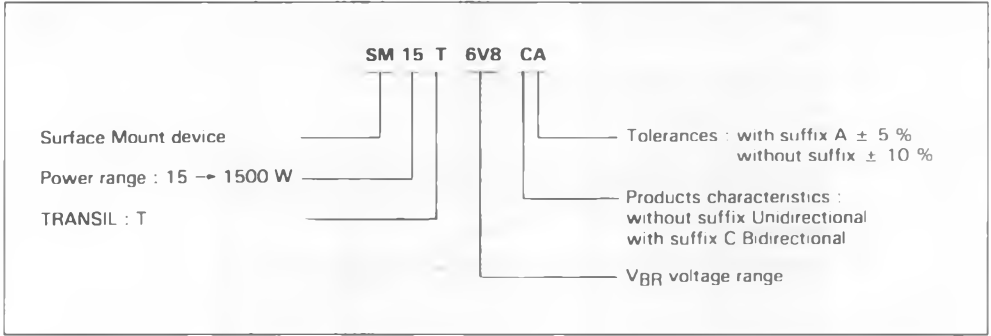 SM 15 T 6V8 CA
Surface Mount device
Power range : 15 → 1500 W
TRANSIL : T
Tolerances : with suffix A ± 5 %
without suffix ± 10 %
Products characteristics :
without suffix Unidirectional
with suffix C Bidirectional
VBR voltage range